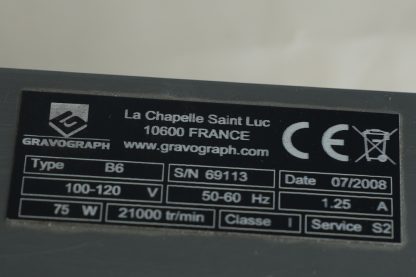 La Chapelle Saint Luc
10600 FRANCE
www.gravograph.com
GRAVOGRAPH
CE
Type B6 S/N 69113 Date 07/2008
100-120 V 50-60 Hz 1.25 A
75 W 21000 tr/min Classe I Service S2